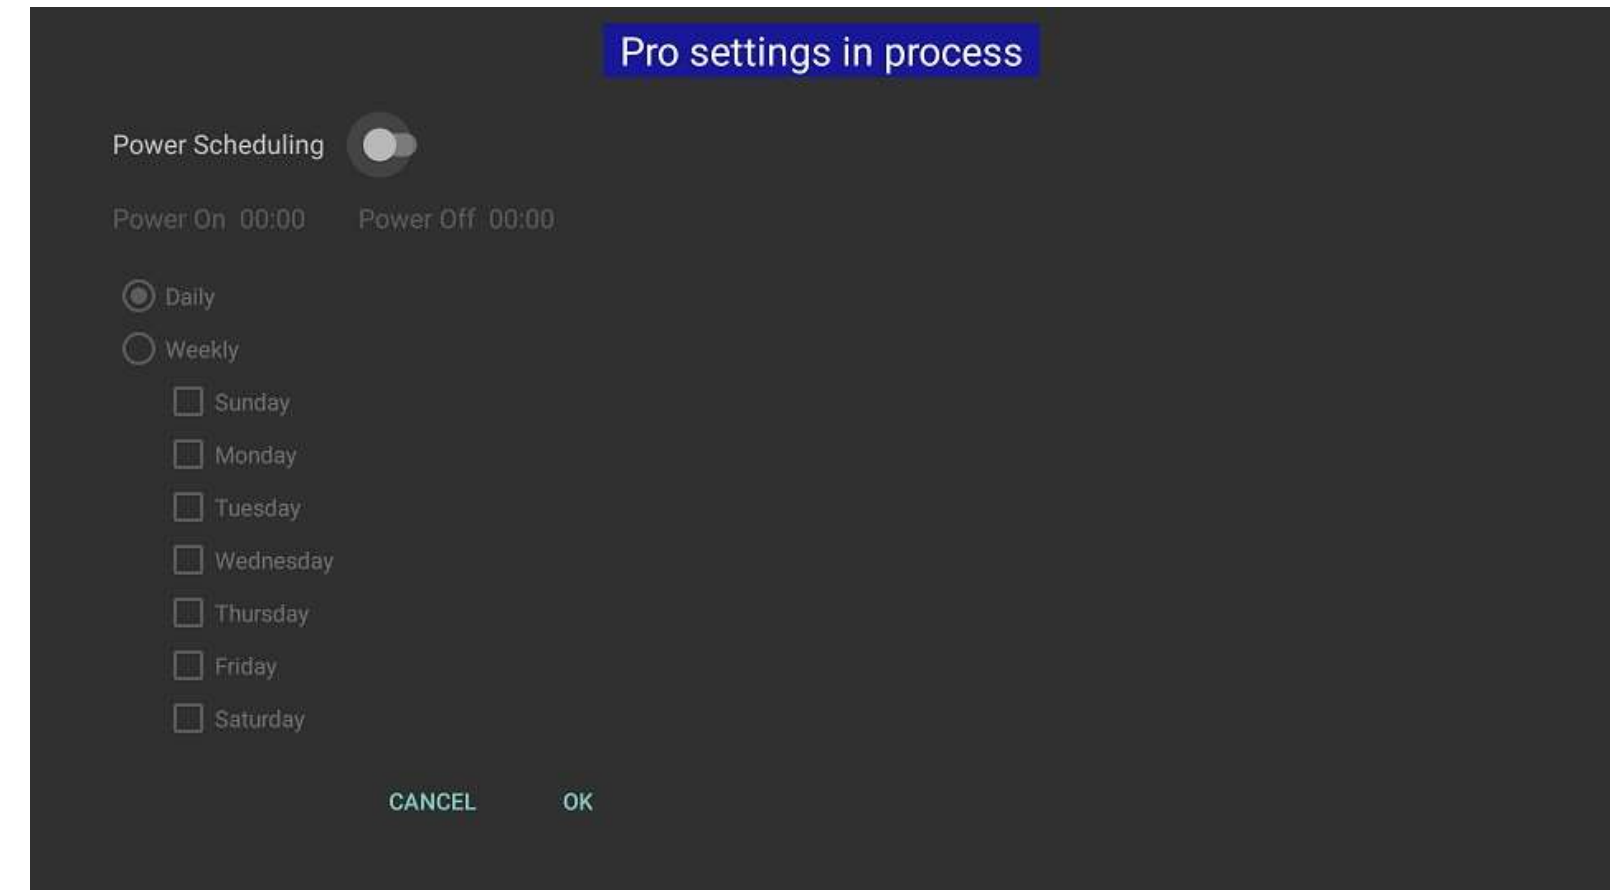 Pro settings in process
Power Scheduling
Power On 00:00 Power Off 00:00
Daily
Weekly
Sunday
Monday
Tuesday
Wednesday
Thursday
Friday
Saturday
CANCEL OK